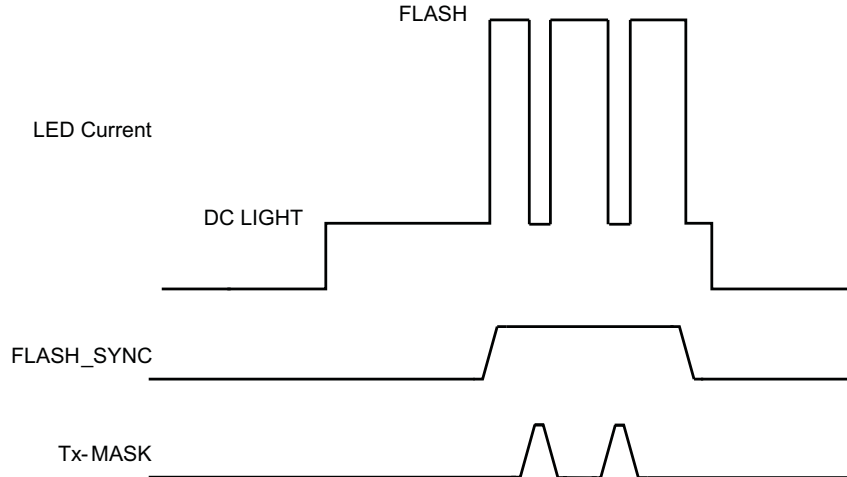 FLASH
LED Current
DC LIGHT
FLASH_SYNC
Tx-MASK